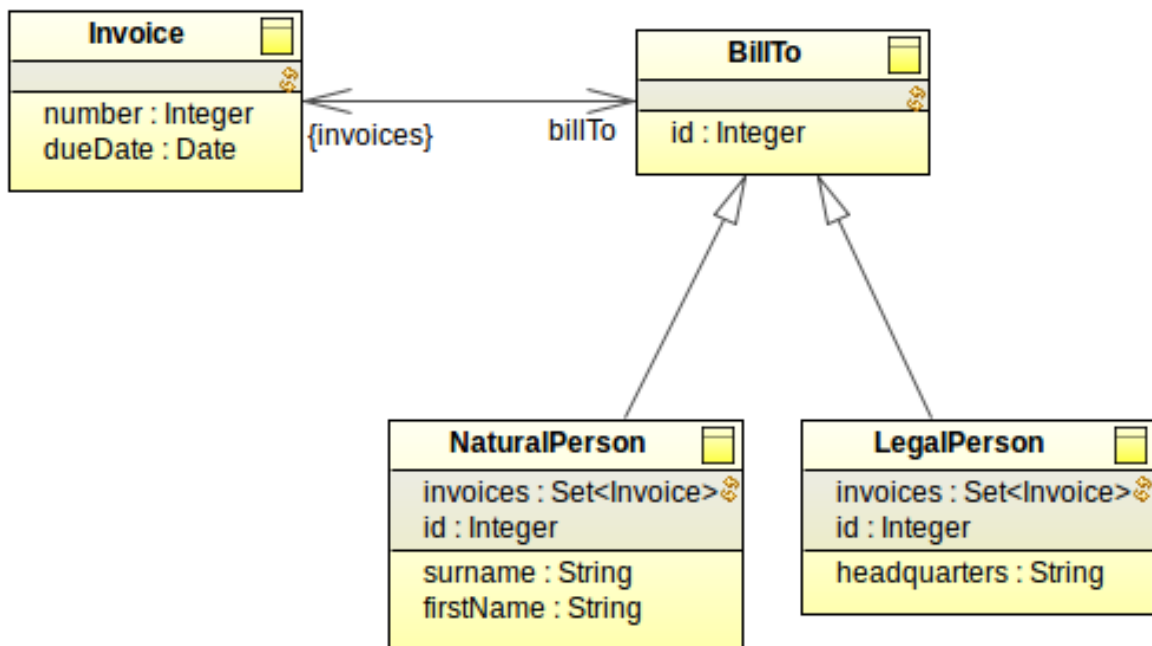 Invoice
number : Integer
dueDate : Date
{invoices}
billTo
BillTo
id : Integer
NaturalPerson
invoices : Set<Invoice>
id : Integer
surname : String
firstName : String
LegalPerson
invoices : Set<Invoice>
id : Integer
headquarters : String